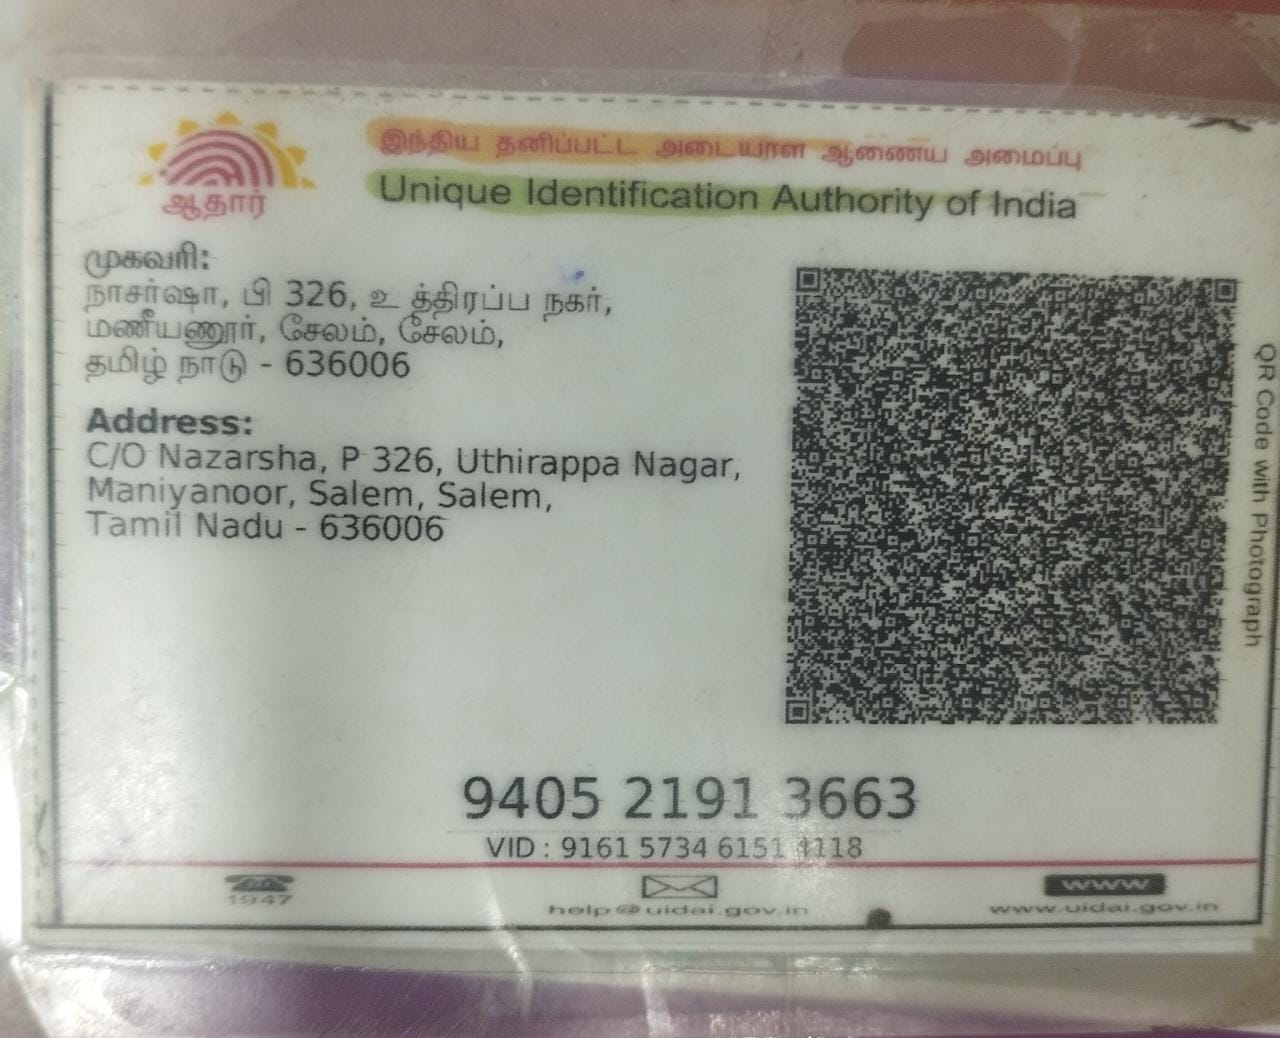 ஆதார்
இந்திய தனிப்பட்ட அடையாள ஆணைய அமைப்பு
Unique Identification Authority of India
முகவரி:
நாசர்ஷா, பி 326, உ த்திரப்ப நகர்,
மணீயணூர், சேலம், சேலம்,
தமிழ் நாடு - 636006
Address:
C/O Nazarsha, P 326, Uthirappa Nagar,
Maniyanoor, Salem, Salem,
Tamil Nadu - 636006
QR Code with Photograph
9405 2191 3663
VID : 9161 5734 6151
1947
help@uidai.gov.in
www
www.uidai.gov.in